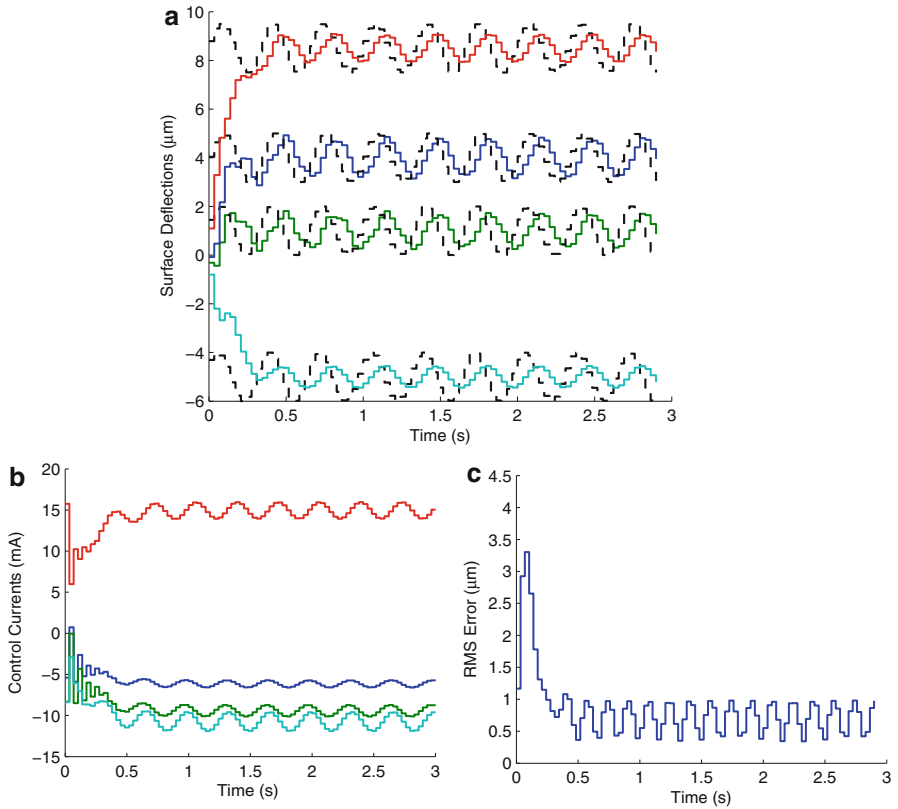 a
Surface Deflections (µm)
10
8
6
4
2
0
−2
−4
−6
0 0.5 1 1.5 2 2.5 3
Time (s)
b
Control Currents (mA)
20
15
10
5
0
−5
−10
−15
0 0.5 1 1.5 2 2.5 3
Time (s)
c
RMS Error (µm)
4.5
4
3.5
3
2.5
2
1.5
1
0.5
0
0 0.5 1 1.5 2 2.5 3
Time (s)